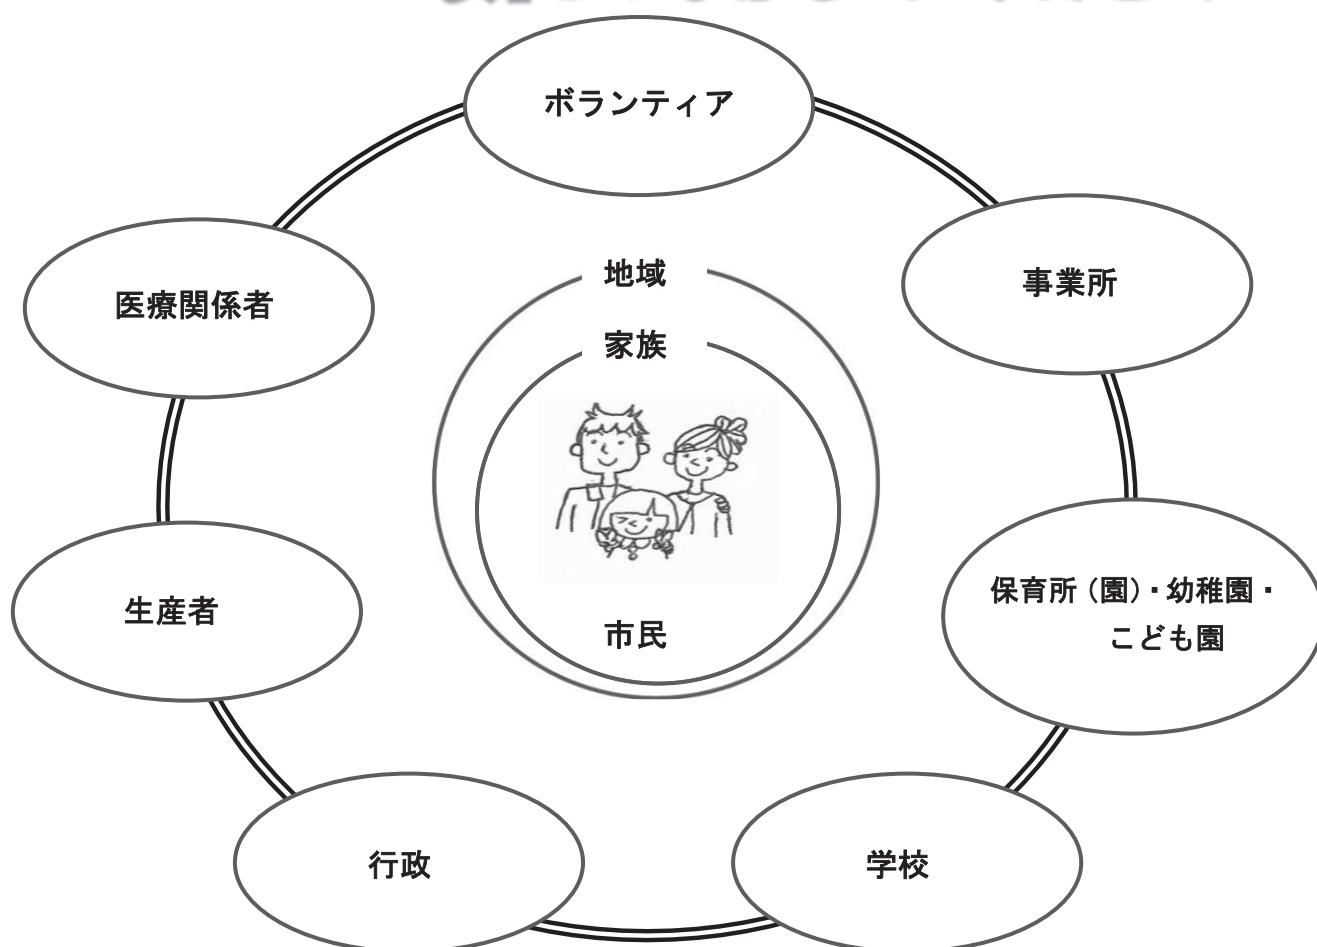 ボランティア
事業所
医療関係者
地域
家族
市民
保育所（園）・幼稚園・
こども園
生産者
行政
学校